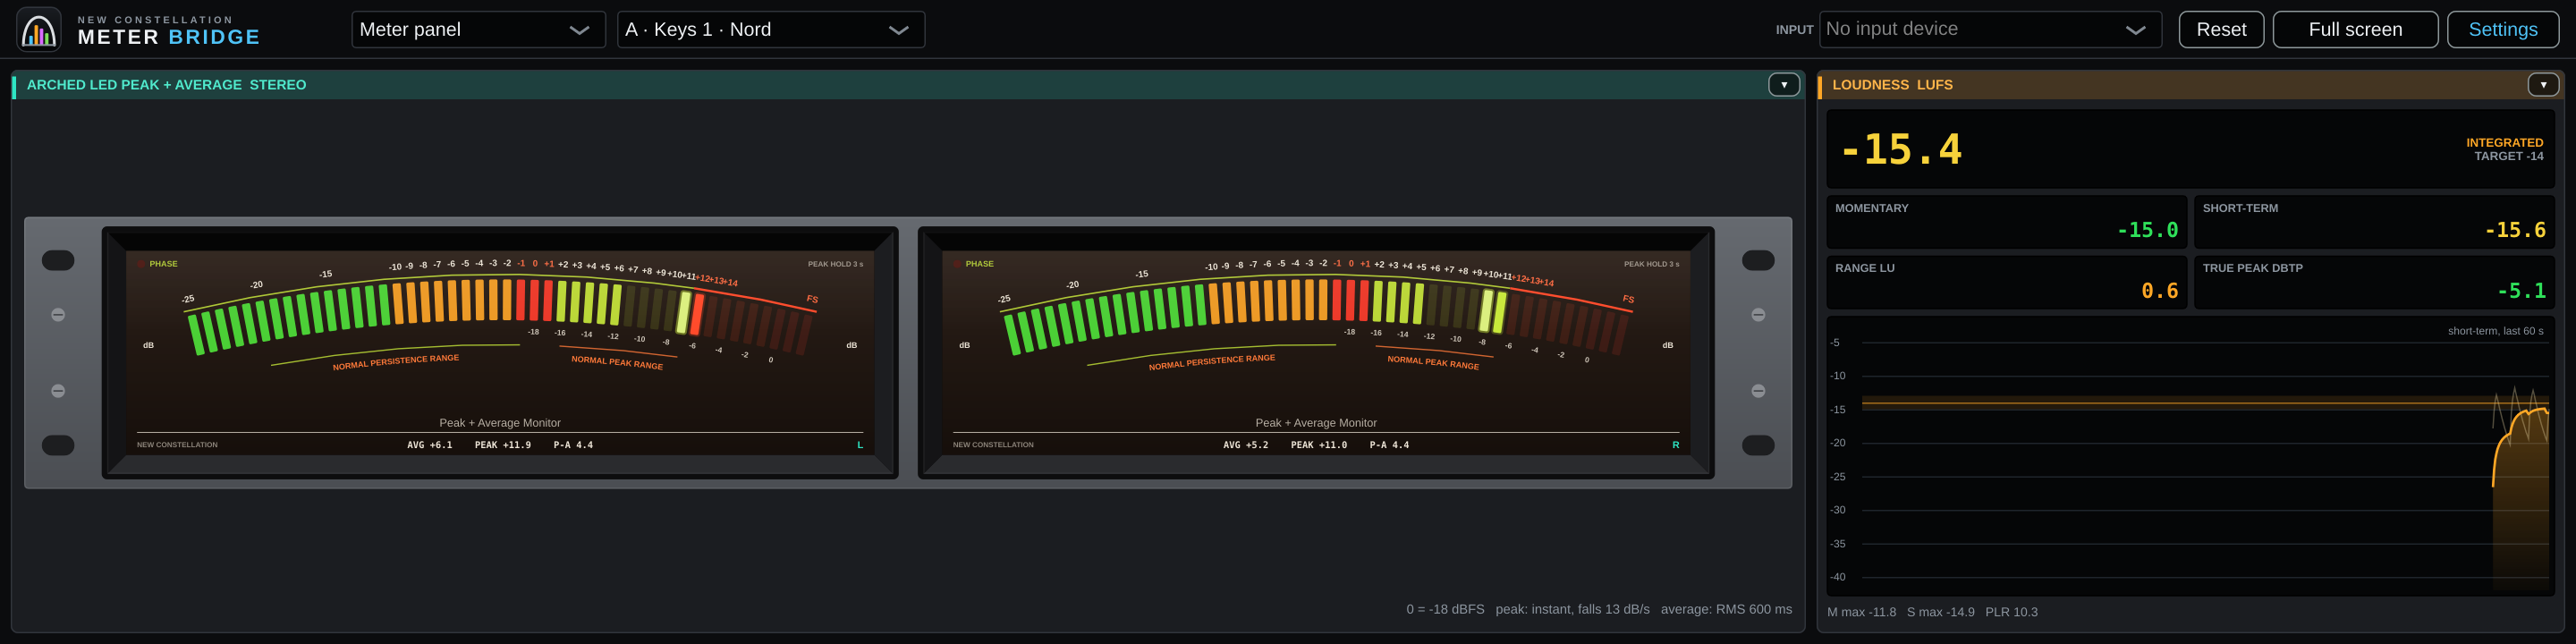 NEW CONSTELLATION
METER BRIDGE
Meter panel
A · Keys 1 · Nord
INPUT
No input device
Reset
Full screen
Settings
ARCHED LED PEAK + AVERAGE STEREO
PHASE
PEAK HOLD 3 s
-25 -20 -15 -10 -9 -8 -7 -6 -5 -4 -3 -2 -1 0 +1 +2 +3 +4 +5 +6 +7 +8 +9 +10 +11 +12 +13 +14 FS
dB
-18 -16 -14 -12 -10 -8 -6 -4 -2 0
dB
NORMAL PERSISTENCE RANGE
NORMAL PEAK RANGE
Peak + Average Monitor
NEW CONSTELLATION
AVG +6.1 PEAK +11.9 P-A 4.4
L
PHASE
PEAK HOLD 3 s
-25 -20 -15 -10 -9 -8 -7 -6 -5 -4 -3 -2 -1 0 +1 +2 +3 +4 +5 +6 +7 +8 +9 +10 +11 +12 +13 +14 FS
dB
-18 -16 -14 -12 -10 -8 -6 -4 -2 0
dB
NORMAL PERSISTENCE RANGE
NORMAL PEAK RANGE
Peak + Average Monitor
NEW CONSTELLATION
AVG +5.2 PEAK +11.0 P-A 4.4
R
0 = -18 dBFS peak: instant, falls 13 dB/s average: RMS 600 ms
LOUDNESS LUFS
-15.4
INTEGRATED
TARGET -14
MOMENTARY
-15.0
SHORT-TERM
-15.6
RANGE LU
0.6
TRUE PEAK DBTP
-5.1
short-term, last 60 s
-5
-10
-15
-20
-25
-30
-35
-40
M max -11.8 S max -14.9 PLR 10.3